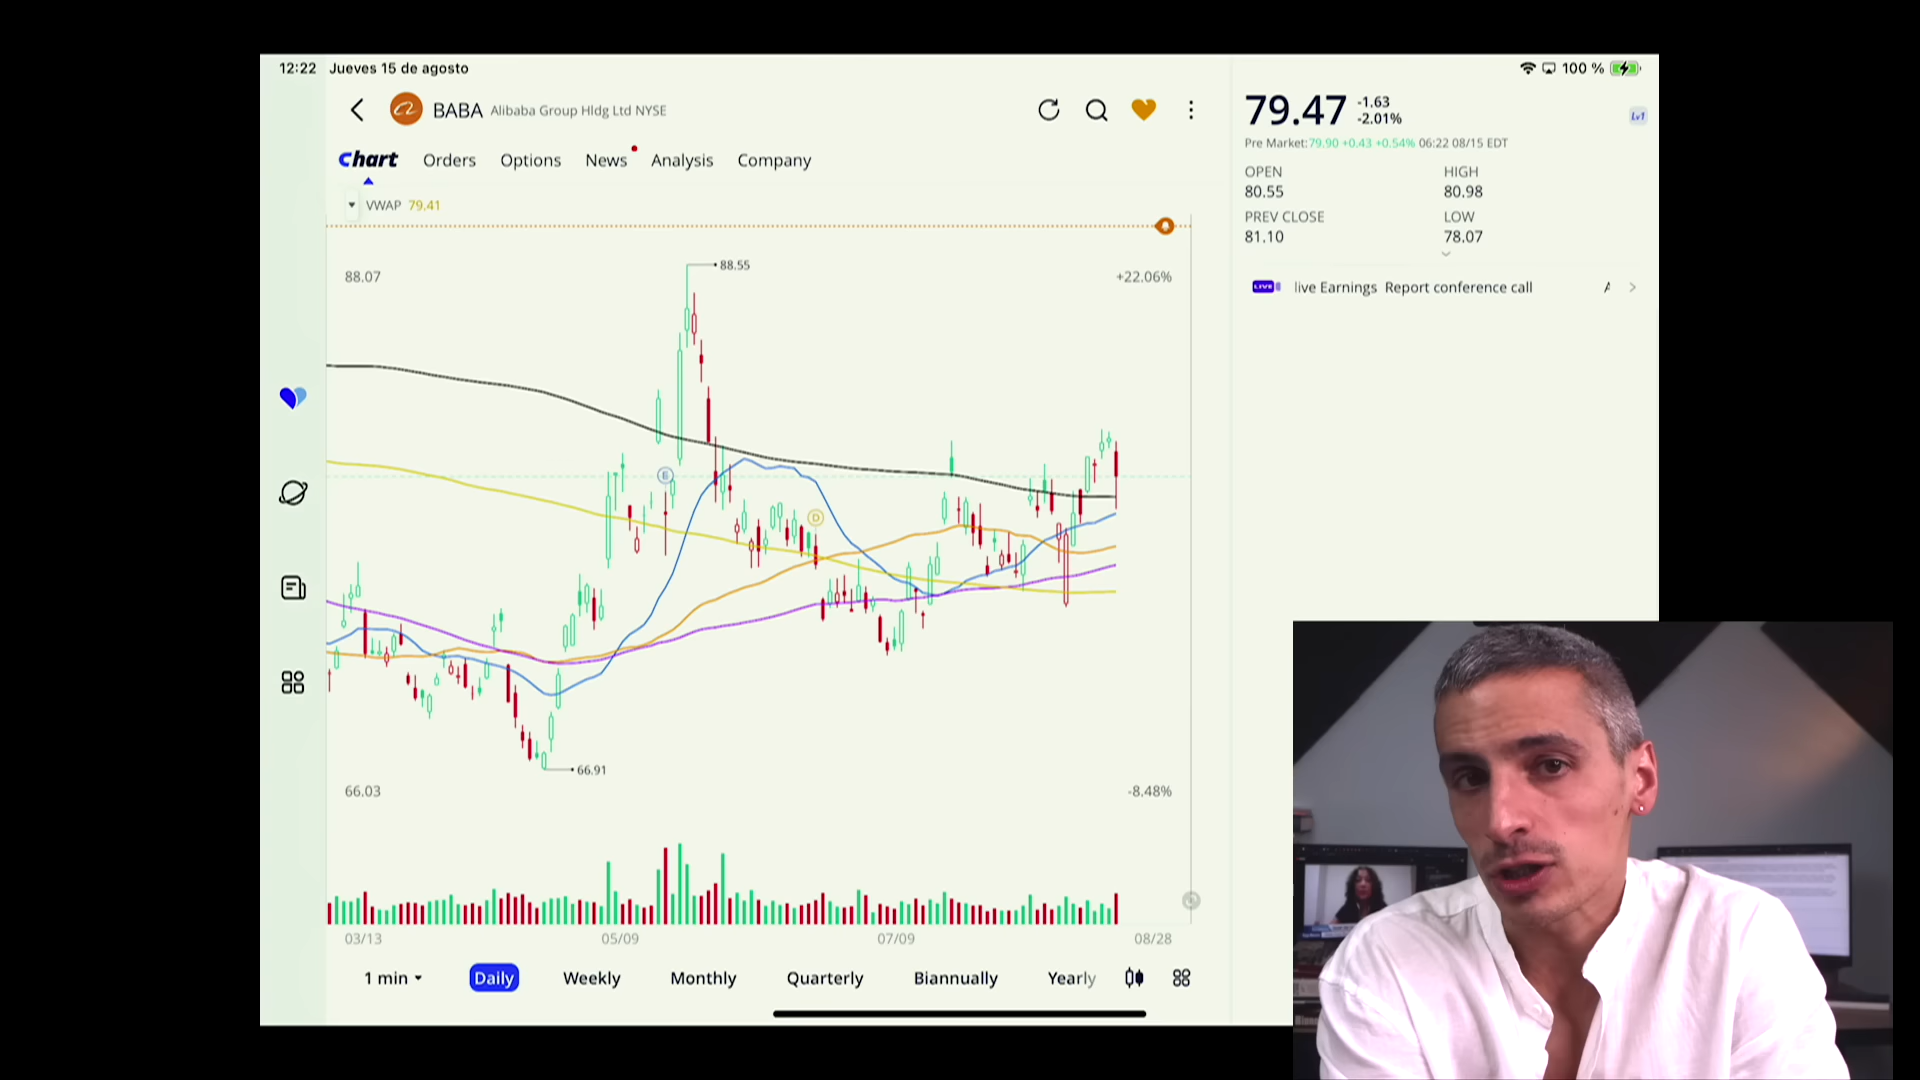 12:22 Jueves 15 de agosto
100 %
BABA Alibaba Group Hldg Ltd NYSE
Chart Orders Options News Analysis Company
VWAP 79.41
88.07
+22.06%
88.55
E
D
66.91
66.03
-8.48%
03/13 05/09 07/09 08/28
1 min Daily Weekly Monthly Quarterly Biannually Yearly
79.47 -1.63
-2.01%
Lv1
Pre Market:79.90 +0.43 +0.54% 06:22 08/15 EDT
OPEN HIGH
80.55 80.98
PREV CLOSE LOW
81.10 78.07
LIVE live Earnings Report conference call